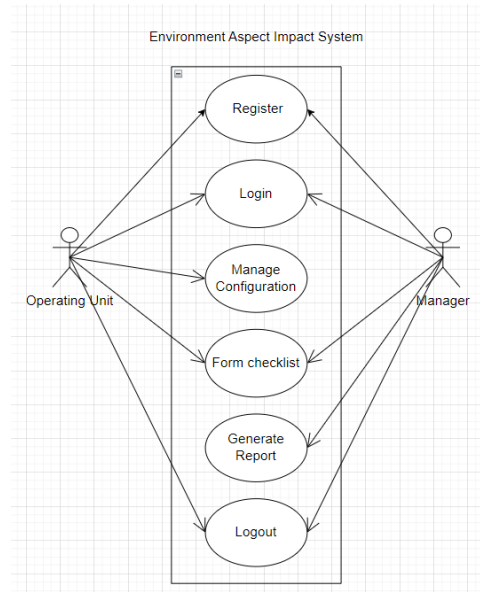 Environment Aspect Impact System
Register
Login
Manage
Configuration
Operating Unit
Manager
Form checklist
Generate
Report
Logout